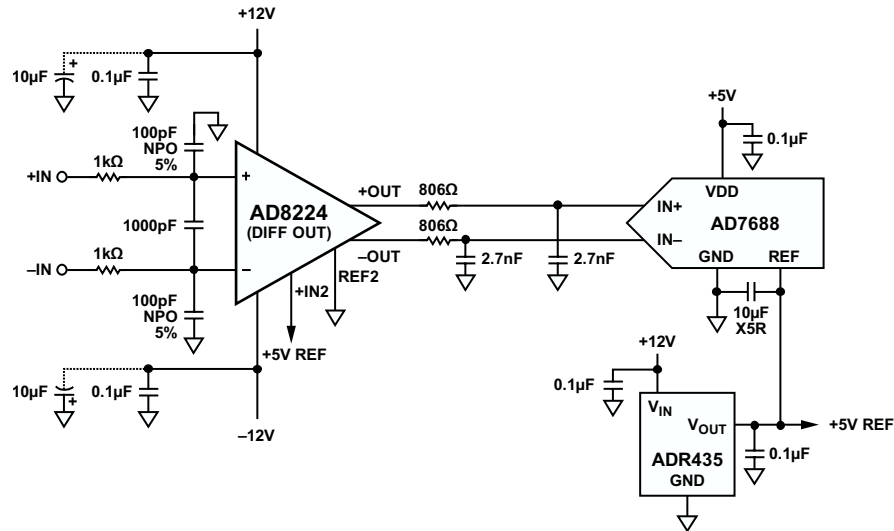 +12V
10µF
+
0.1µF
100pF
NPO
5%
+5V
0.1µF
+IN
1kΩ
+
+OUT
806Ω
VDD
IN+
1000pF
AD8224
(DIFF OUT)
806Ω
AD7688
IN–
–IN
1kΩ
–
–OUT
2.7nF
2.7nF
GND
REF
REF2
+IN2
100pF
NPO
5%
10µF
X5R
+5V REF
+12V
10µF
+
0.1µF
0.1µF
VIN
VOUT
+5V REF
–12V
0.1µF
ADR435
GND